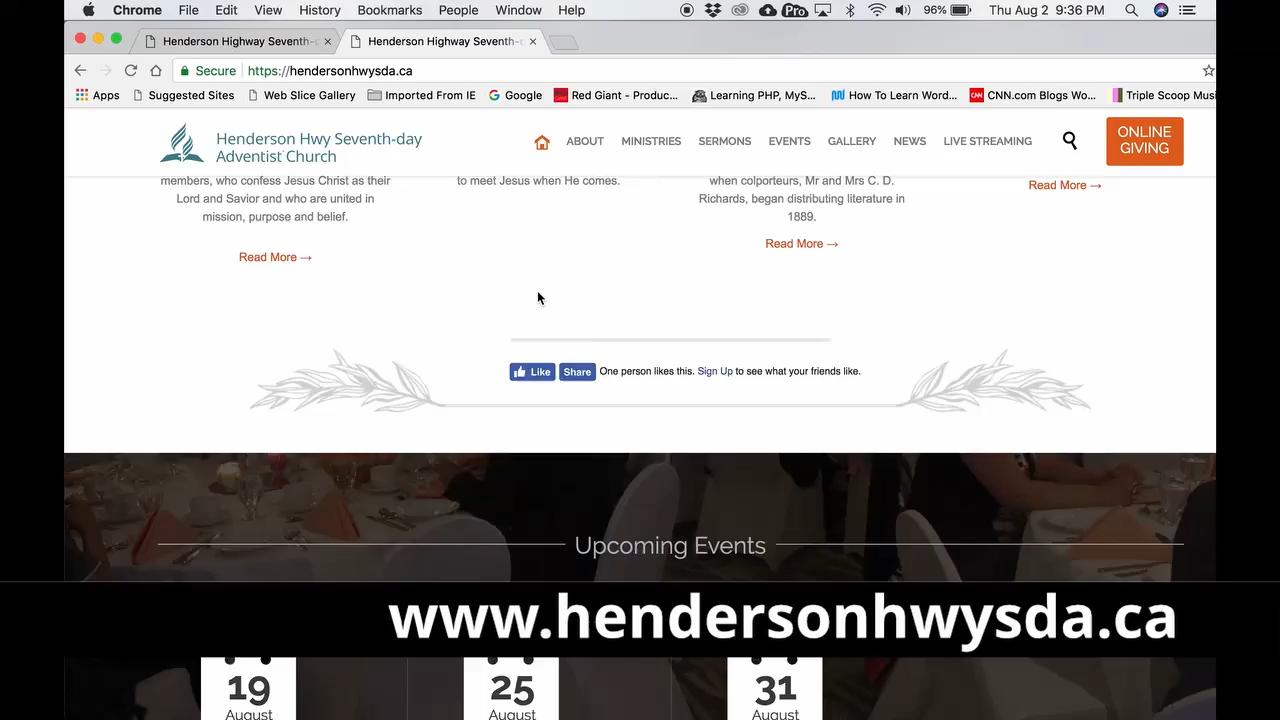 Chrome File Edit View History Bookmarks People Window Help Pro 96% Thu Aug 2 9:36 PM
Henderson Highway Seventh- Henderson Highway Seventh-
Secure https://hendersonhwysda.ca
Apps Suggested Sites Web Slice Gallery Imported From IE Google Red Giant - Produc... Learning PHP, MyS... How To Learn Word... CNN.com Blogs Wo... Triple Scoop Musi
Henderson Hwy Seventh-day
Adventist Church
ABOUT MINISTRIES SERMONS EVENTS GALLERY NEWS LIVE STREAMING
ONLINE
GIVING
members, who confess Jesus Christ as their
Lord and Savior and who are united in
mission, purpose and belief.
Read More →
to meet Jesus when He comes.
when colporteurs, Mr and Mrs C. D.
Richards, began distributing literature in
1889.
Read More →
Read More →
Like Share One person likes this. Sign Up to see what your friends like.
Upcoming Events
www.hendersonhwysda.ca
19 25 31
August August August